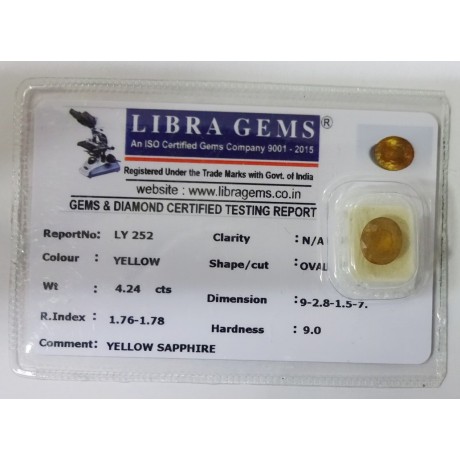 LIBRA GEMS®
An ISO Certified Gems Company 9001 - 2015
Registered Under the Trade Marks with Govt. of India
website : www.libragems.co.in
GEMS & DIAMOND CERTIFIED TESTING REPORT
ReportNo: LY 252 Clarity : N/A
Colour : YELLOW Shape/cut : OVAL
Wt : 4.24 cts Dimension : 9-2.8-1.5-7.
R.Index : 1.76-1.78 Hardness : 9.0
Comment: YELLOW SAPPHIRE